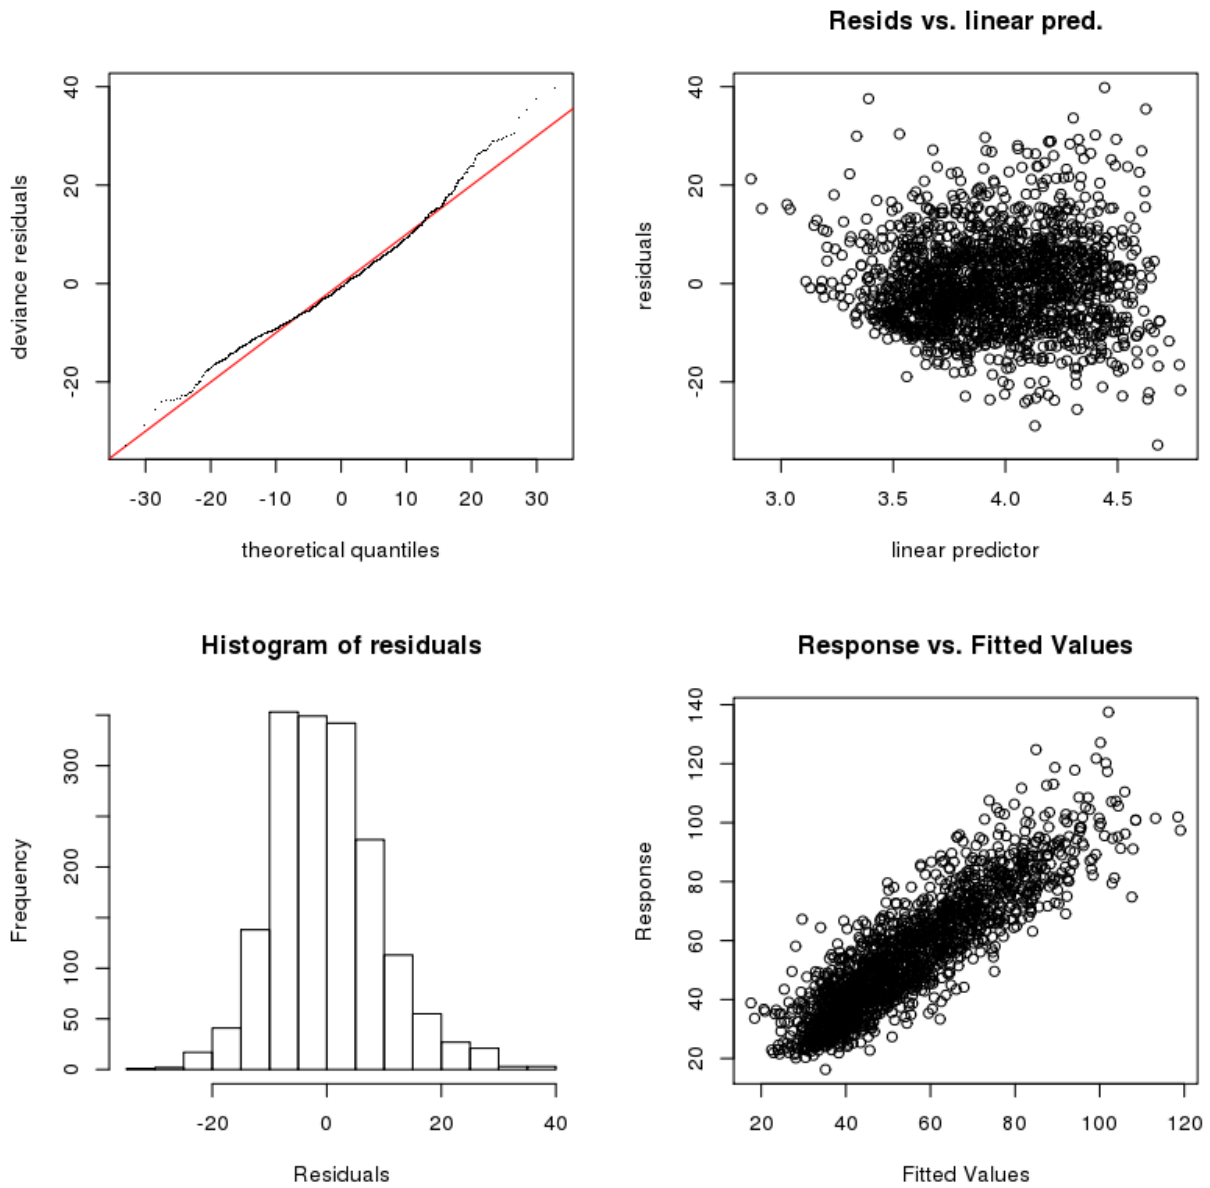 deviance residuals
40
20
0
-20
-30 -20 -10 0 10 20 30
theoretical quantiles
Resids vs. linear pred.
residuals
40
20
0
-20
3.0 3.5 4.0 4.5
linear predictor
Histogram of residuals
Frequency
300
200
100
50
0
-20 0 20 40
Residuals
Response vs. Fitted Values
Response
140
120
100
80
60
40
20
20 40 60 80 100 120
Fitted Values